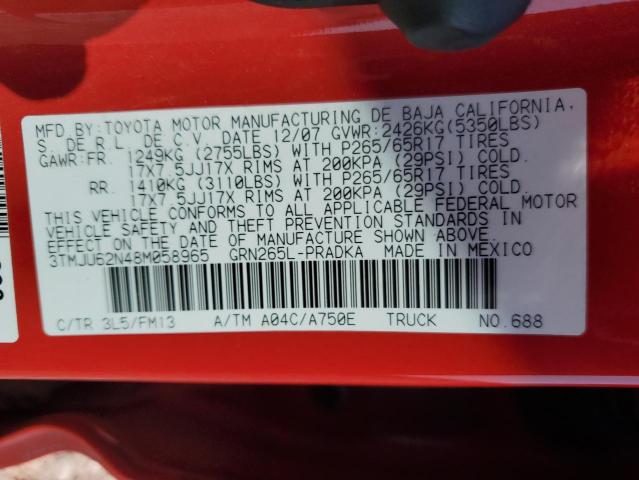 MFD.BY:TOYOTA MOTOR MANUFACTURING DE BAJA CALIFORNIA,
S. DE R.L. DE C.V. DATE 12/07 GVWR:2426KG(5350LBS)
GAWR:FR. 1249KG (2755LBS) WITH P265/65R17 TIRES
17X7.5JJ17X RIMS AT 200KPA (29PSI) COLD.
RR. 1410KG (3110LBS) WITH P265/65R17 TIRES
17X7.5JJ17X RIMS AT 200KPA (29PSI) COLD.
THIS VEHICLE CONFORMS TO ALL APPLICABLE FEDERAL MOTOR
VEHICLE SAFETY AND THEFT PREVENTION STANDARDS IN
EFFECT ON THE DATE OF MANUFACTURE SHOWN ABOVE.
3TMJU62N48M058965 GRN265L-PRADKA MADE IN MEXICO
C/TR 3L5/FM13 A/TM A04C/A750E TRUCK NO.688